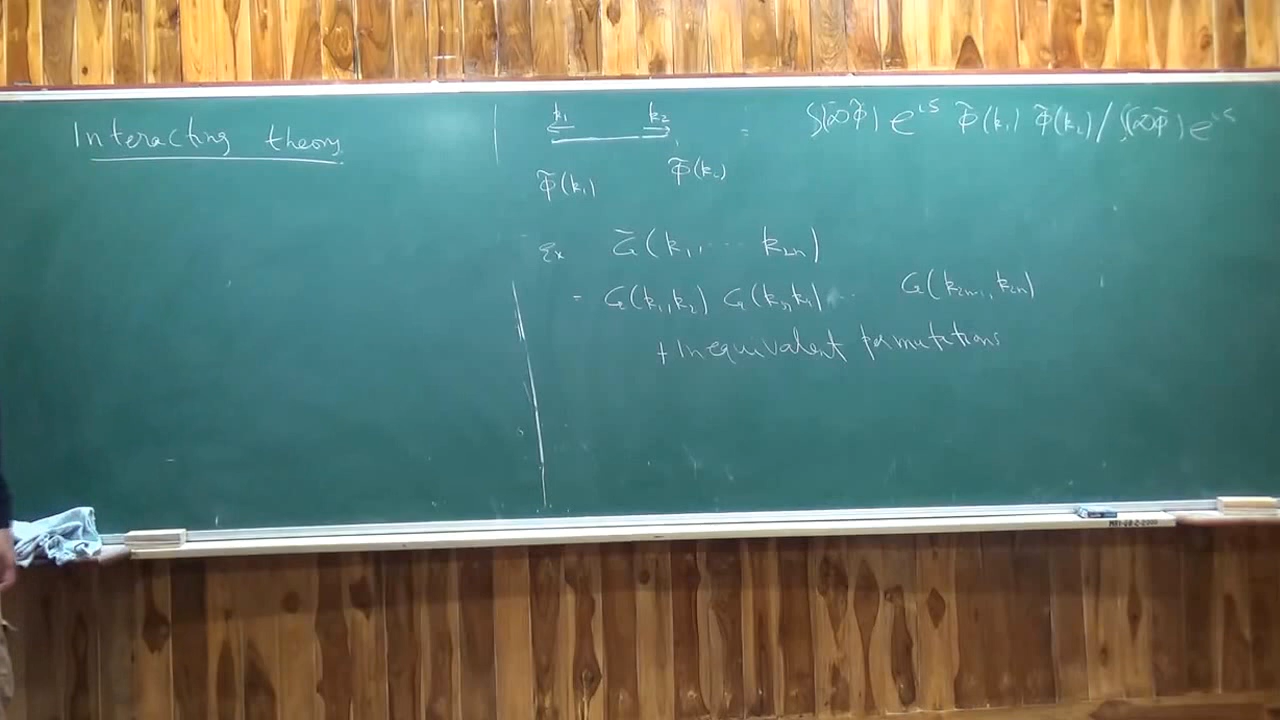 Interacting theory
k₁ k₂ = ∫(𝒟φ̃) e^{iS} φ̃(k₁) φ̃(k₂) / ∫(𝒟φ̃) e^{iS}
φ̃(k₁) φ̃(k₂)
Ex G̃(k₁, ⋯ k₂ₙ)
= G(k₁,k₂) G(k₃,k₄) ⋯ G(k₂ₙ₋₁, k₂ₙ)
+ Inequivalent permutations